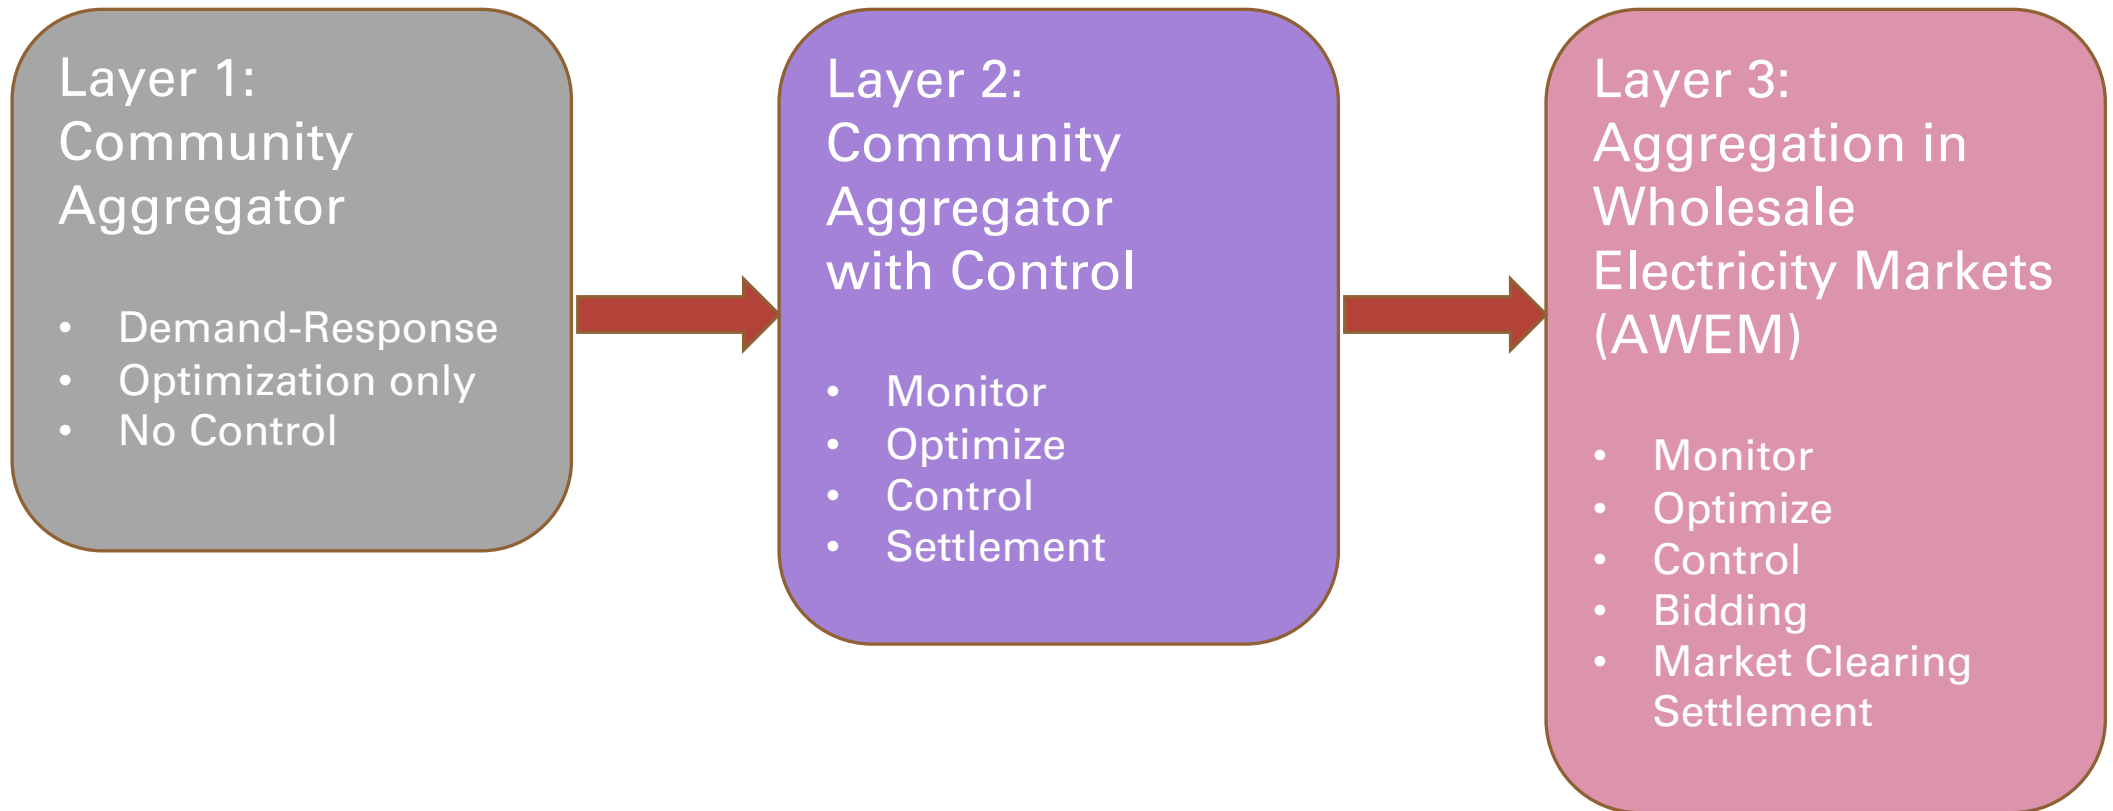 Layer 1:
Community
Aggregator
• Demand-Response
• Optimization only
• No Control
Layer 2:
Community
Aggregator
with Control
• Monitor
• Optimize
• Control
• Settlement
Layer 3:
Aggregation in
Wholesale
Electricity Markets
(AWEM)
• Monitor
• Optimize
• Control
• Bidding
• Market Clearing
Settlement